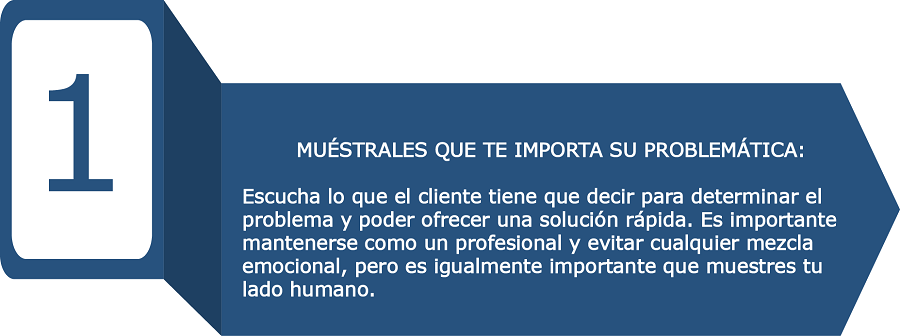 1
MUÉSTRALES QUE TE IMPORTA SU PROBLEMÁTICA:
Escucha lo que el cliente tiene que decir para determinar el
problema y poder ofrecer una solución rápida. Es importante
mantenerse como un profesional y evitar cualquier mezcla
emocional, pero es igualmente importante que muestres tu
lado humano.